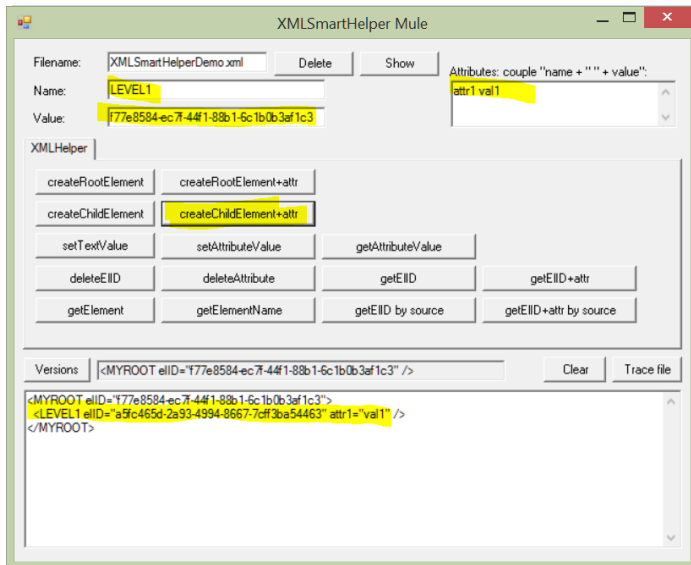 XMLSmartHelper Mule
Filename:
XMLSmartHelperDemo.xml
Delete
Show
Attributes: couple "name + " " + value":
Name:
LEVEL1
attr1 val1
Value:
f77e8584-ec7f-44f1-88b1-6c1b0b3af1c3
XMLHelper
createRootElement
createRootElement+attr
createChildElement
createChildElement+attr
setTextValue
setAttributeValue
getAttributeValue
deleteElID
deleteAttribute
getElID
getElID+attr
getElement
getElementName
getElID by source
getElID+attr by source
Versions
<MYROOT elID="f77e8584-ec7f-44f1-88b1-6c1b0b3af1c3" />
Clear
Trace file
<MYROOT elID="f77e8584-ec7f-44f1-88b1-6c1b0b3af1c3">
<LEVEL1 elID="a5fc465d-2a93-4994-8667-7cff3ba54463" attr1="val1" />
</MYROOT>